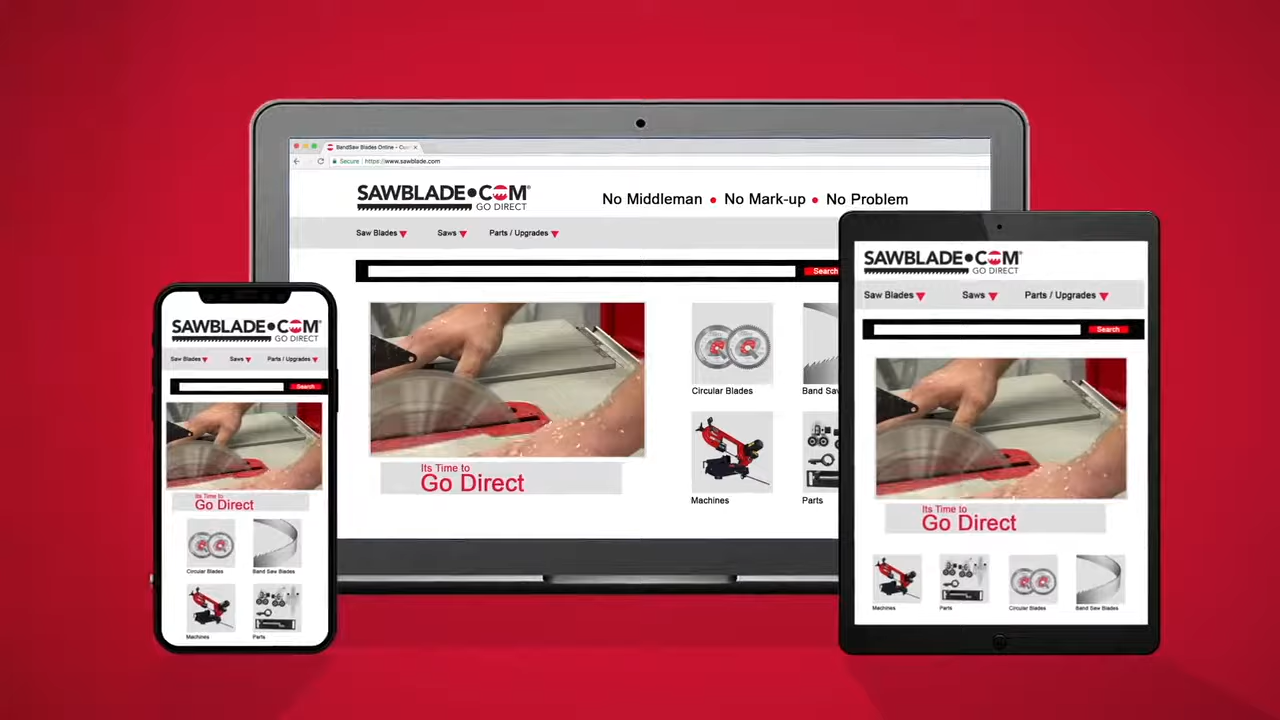 BandSaw Blades Online - Cus
Secure https://www.sawblade.com
SAWBLADE.COM®
GO DIRECT
No Middleman • No Mark-up • No Problem
Saw Blades Saws Parts / Upgrades
Search
Its Time to
Go Direct
Circular Blades
Band Saw
Machines
Parts
SAWBLADE.COM®
GO DIRECT
Saw Blades Saws Parts / Upgrades
Search
Its Time to
Go Direct
Circular Blades Band Saw Blades
Machines Parts
SAWBLADE.COM®
GO DIRECT
Saw Blades Saws Parts / Upgrades
Search
Its Time to
Go Direct
Machines Parts Circular Blades Band Saw Blades